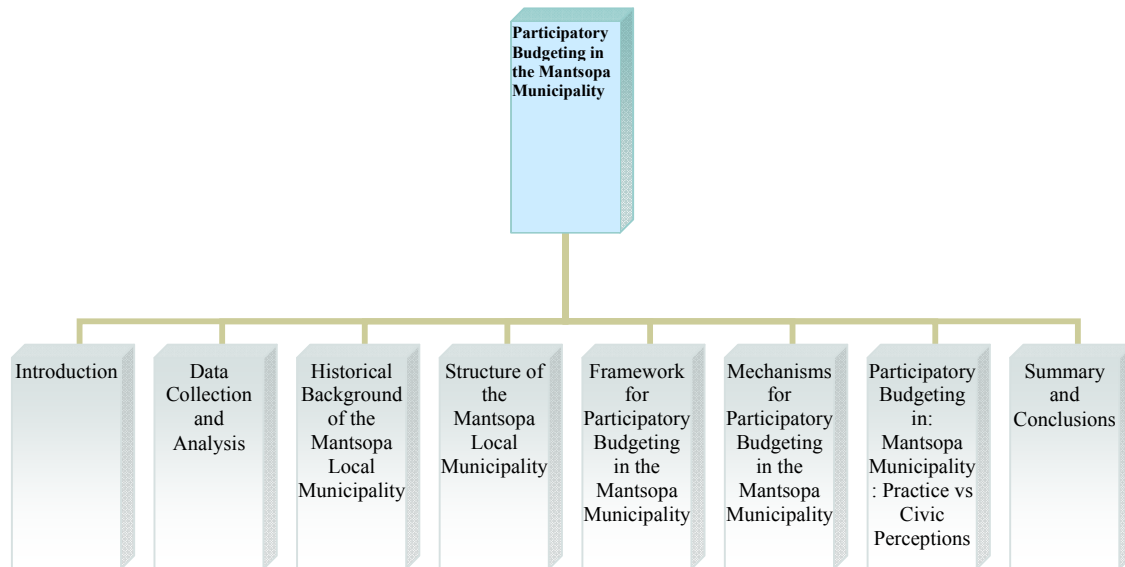 Participatory
Budgeting in
the Mantsopa
Municipality
Introduction
Data
Collection
and
Analysis
Historical
Background
of the
Mantsopa
Local
Municipality
Structure of
the
Mantsopa
Local
Municipality
Framework
for
Participatory
Budgeting
in the
Mantsopa
Municipality
Mechanisms
for
Participatory
Budgeting
in the
Mantsopa
Municipality
Participatory
Budgeting
in:
Mantsopa
Municipality
: Practice vs
Civic
Perceptions
Summary
and
Conclusions